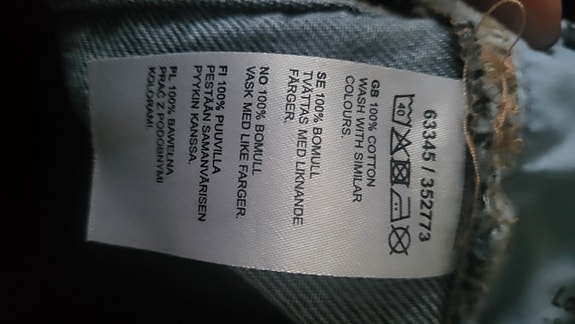 63345 / 352773
40
GB 100% COTTON
WASH WITH SIMILAR
COLOURS.
SE 100% BOMULL
TVÄTTAS MED LIKNANDE
FÄRGER.
NO 100% BOMULL
VASK MED LIKE FARGER.
FI 100% PUUVILLA
PESTÄÄN SAMANVÄRISEN
PYYKIN KANSSA.
PL 100% BAWEŁNA
PRAĆ Z PODOBNYMI
KOLORAMI.